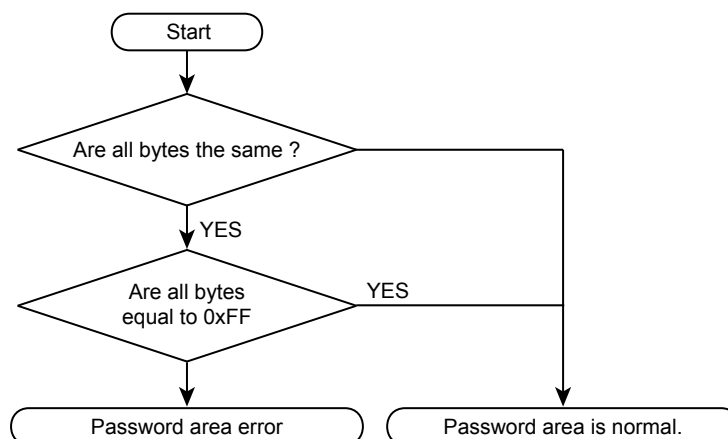 Start
Are all bytes the same ?
YES
Are all bytes
equal to 0xFF
YES
Password area error
Password area is normal.